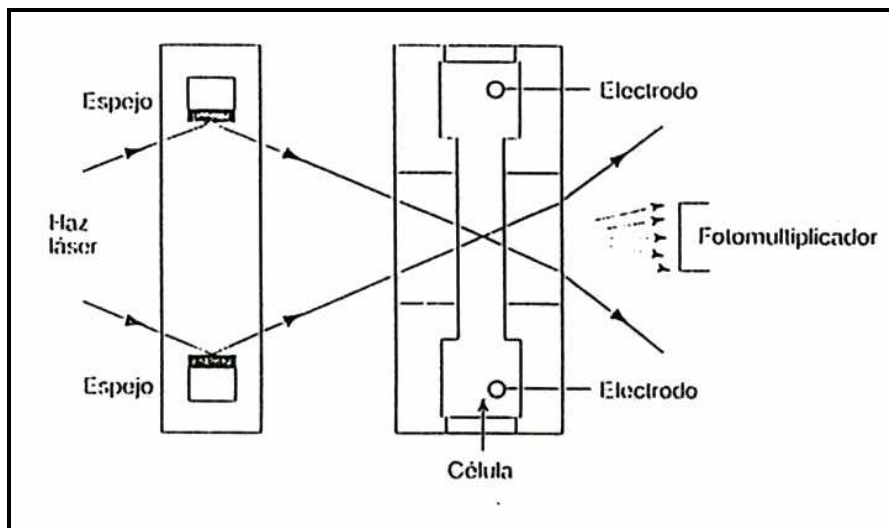 Espejo
Electrodo
Haz
láser
Fotomultiplicador
Espejo
Electrodo
Célula